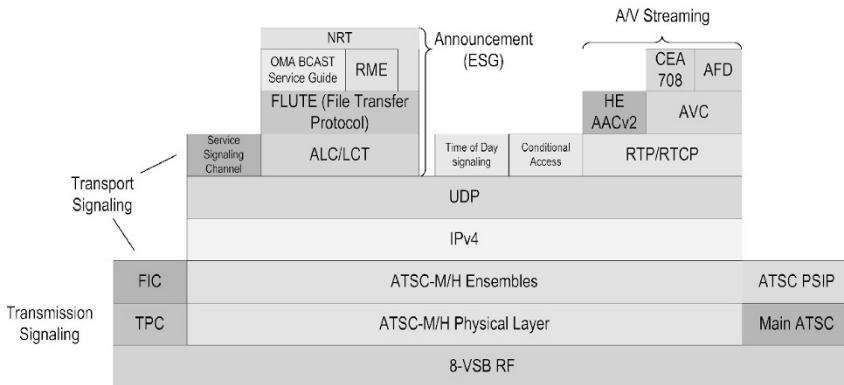 A/V Streaming
NRT
Announcement
(ESG)
OMA BCAST
Service Guide
RME
CEA
708
AFD
FLUTE (File Transfer
Protocol)
HE
AACv2
AVC
Service
Signaling
Channel
ALC/LCT
Time of Day
signaling
Conditional
Access
RTP/RTCP
Transport
Signaling
UDP
IPv4
FIC
ATSC-M/H Ensembles
ATSC PSIP
Transmission
Signaling
TPC
ATSC-M/H Physical Layer
Main ATSC
8-VSB RF